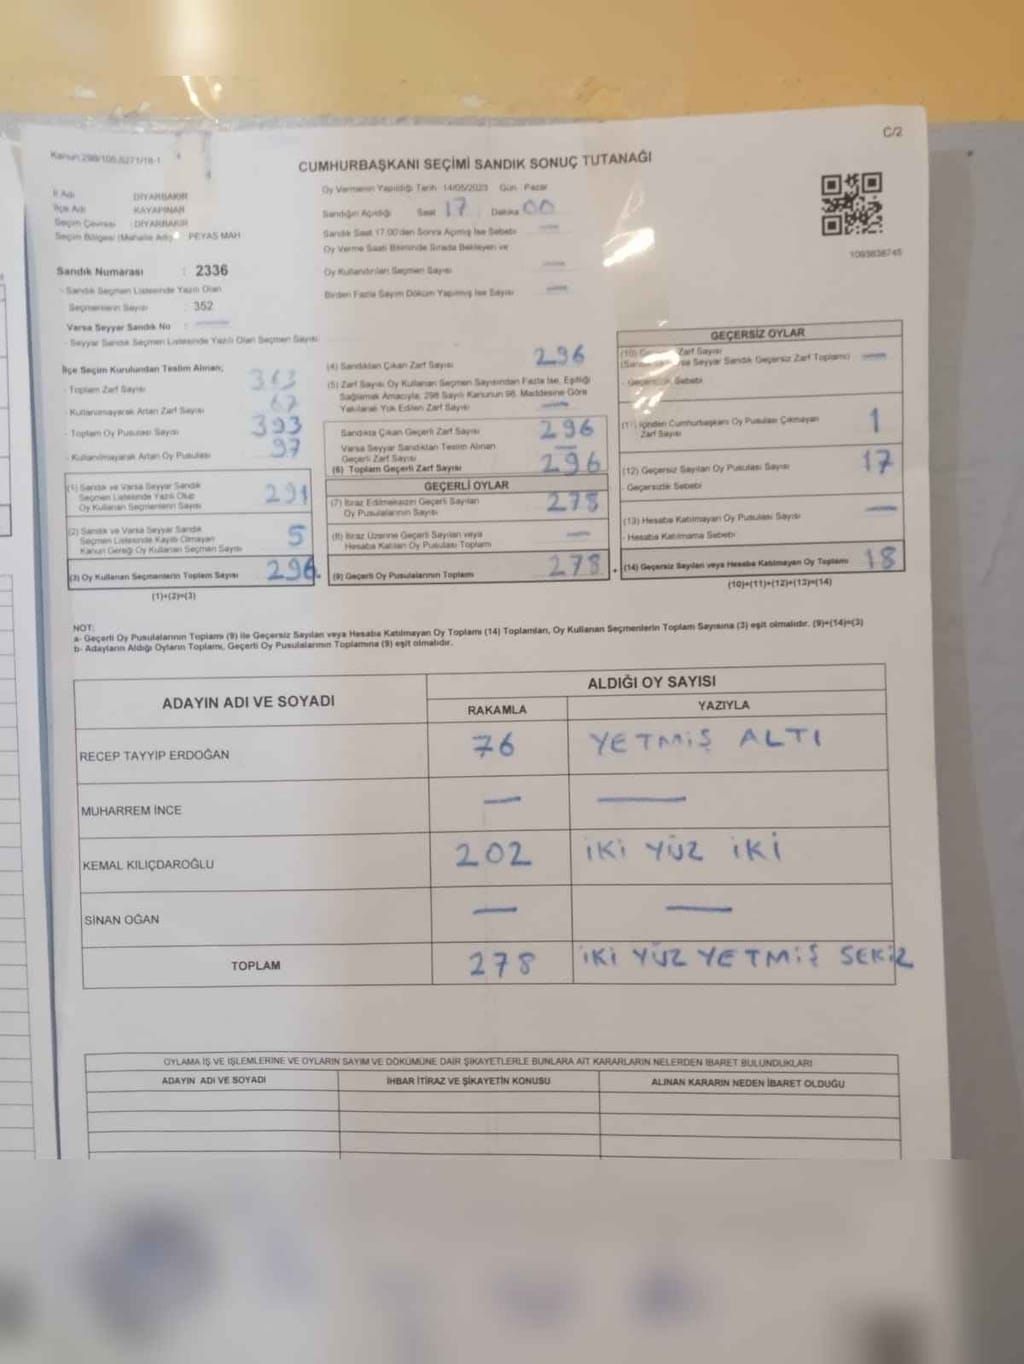 C/2
Kanun:298/105,6271/18-1
CUMHURBAŞKANI SEÇİMİ SANDIK SONUÇ TUTANAĞI
İl Adı : DİYARBAKIR
İlçe Adı : KAYAPINAR
Seçim Çevresi : DİYARBAKIR
Seçim Bölgesi (Mahalle Adı) : PEYAS MAH
Sandık Numarası : 2336
- Sandık Seçmen Listesinde Yazılı Olan
Seçmenlerin Sayısı : 352
Varsa Seyyar Sandık No :
- Seyyar Sandık Seçmen Listesinde Yazılı Olan Seçmen Sayısı
Oy Vermenin Yapıldığı Tarih 14/05/2023 Gün Pazar
Sandığın Açıldığı Saat 17 Dakika 00
Sandık Saat 17.00'den Sonra Açılmış İse Sebebi
Oy Verme Saati Bitiminde Sırada Bekleyen ve
Oy Kullandırılan Seçmen Sayısı
Birden Fazla Sayım Döküm Yapılmış İse Sayısı
1093838745
İlçe Seçim Kurulundan Teslim Alınan;
- Toplam Zarf Sayısı 363
- Kullanılmayarak Artan Zarf Sayısı 67
- Toplam Oy Pusulası Sayısı 393
- Kullanılmayarak Artan Oy Pusulası 97
(1) Sandık ve Varsa Seyyar Sandık
Seçmen Listesinde Yazılı Olup
Oy Kullanan Seçmenlerin Sayısı 291
(2) Sandık ve Varsa Seyyar Sandık
Seçmen Listesinde Kayıtlı Olmayan
Kanun Gereği Oy Kullanan Seçmen Sayısı 5
(3) Oy Kullanan Seçmenlerin Toplam Sayısı 296
(1)+(2)=(3)
(4) Sandıktan Çıkan Zarf Sayısı 296
(5) Zarf Sayısı Oy Kullanan Seçmen Sayısından Fazla İse, Eşitliği
Sağlamak Amacıyla, 298 Sayılı Kanunun 98. Maddesine Göre
Yakılarak Yok Edilen Zarf Sayısı
Sandıkta Çıkan Geçerli Zarf Sayısı 296
Varsa Seyyar Sandıktan Teslim Alınan
Geçerli Zarf Sayısı
(6) Toplam Geçerli Zarf Sayısı 296
GEÇERLİ OYLAR
(7) İtiraz Edilmeksizin Geçerli Sayılan
Oy Pusulalarının Sayısı 278
(8) İtiraz Üzerine Geçerli Sayılan veya
Hesaba Katılan Oy Pusulası Toplamı
(9) Geçerli Oy Pusulalarının Toplamı 278 +
GEÇERSİZ OYLAR
(10) Zarf Sayısı
Seyyar Sandık Geçersiz Zarf Toplamı)
- Geçersizlik Sebebi
(11) İçinden Cumhurbaşkanı Oy Pusulası Çıkmayan
Zarf Sayısı 1
(12) Geçersiz Sayılan Oy Pusulası Sayısı 17
- Geçersizlik Sebebi
(13) Hesaba Katılmayan Oy Pusulası Sayısı
- Hesaba Katılmama Sebebi
(14) Geçersiz Sayılan veya Hesaba Katılmayan Oy Toplamı 18
(10)+(11)+(12)+(13)=(14)
NOT:
a- Geçerli Oy Pusulalarının Toplamı (9) ile Geçersiz Sayılan veya Hesaba Katılmayan Oy Toplamı (14) Toplamları, Oy Kullanan Seçmenlerin Toplam Sayısına (3) eşit olmalıdır. (9)+(14)=(3)
b- Adayların Aldığı Oyların Toplamı, Geçerli Oy Pusulalarının Toplamına (9) eşit olmalıdır.
ADAYIN ADI VE SOYADI
ALDIĞI OY SAYISI
RAKAMLA YAZIYLA
RECEP TAYYİP ERDOĞAN 76 YETMİŞ ALTI
MUHARREM İNCE
KEMAL KILIÇDAROĞLU 202 İKİ YÜZ İKİ
SİNAN OĞAN
TOPLAM 278 İKİ YÜZ YETMİŞ SEKİZ
OYLAMA İŞ VE İŞLEMLERİNE VE OYLARIN SAYIM VE DÖKÜMÜNE DAİR ŞİKAYETLERLE BUNLARA AİT KARARLARIN NELERDEN İBARET BULUNDUKLARI
ADAYIN ADI VE SOYADI İHBAR İTİRAZ VE ŞİKAYETİN KONUSU ALINAN KARARIN NEDEN İBARET OLDUĞU